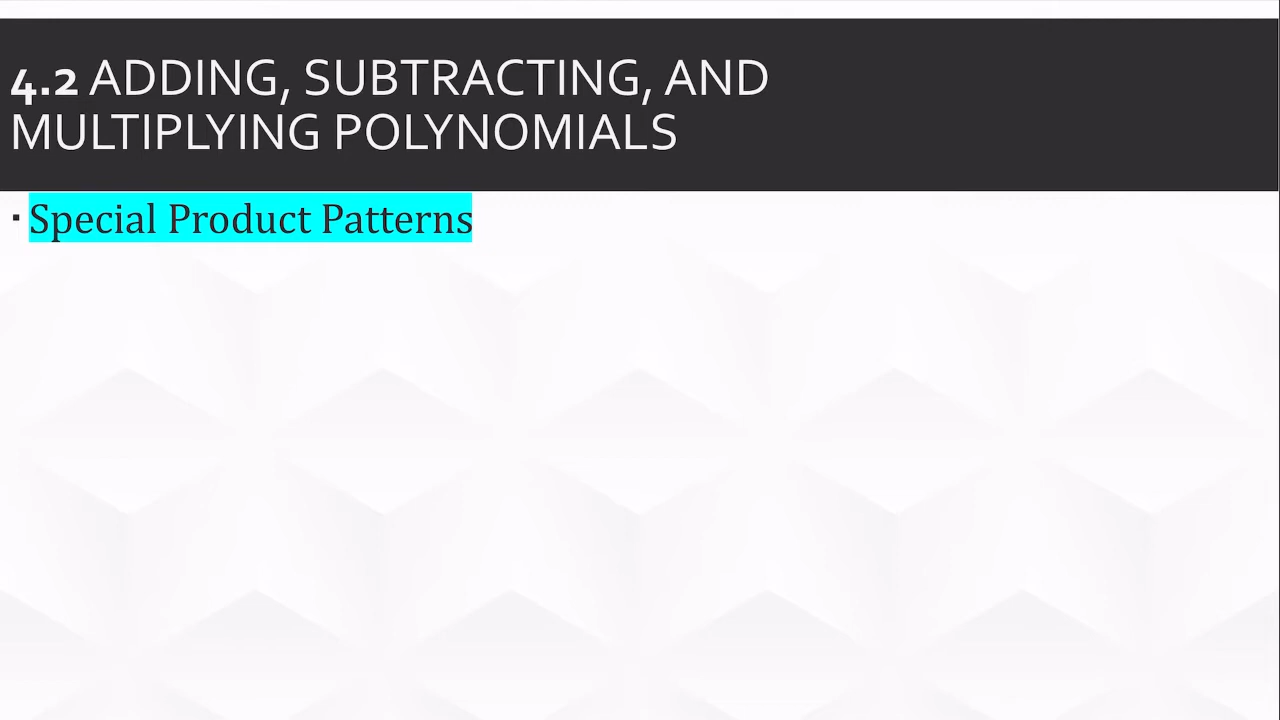 4.2 ADDING, SUBTRACTING, AND
MULTIPLYING POLYNOMIALS
▪ Special Product Patterns